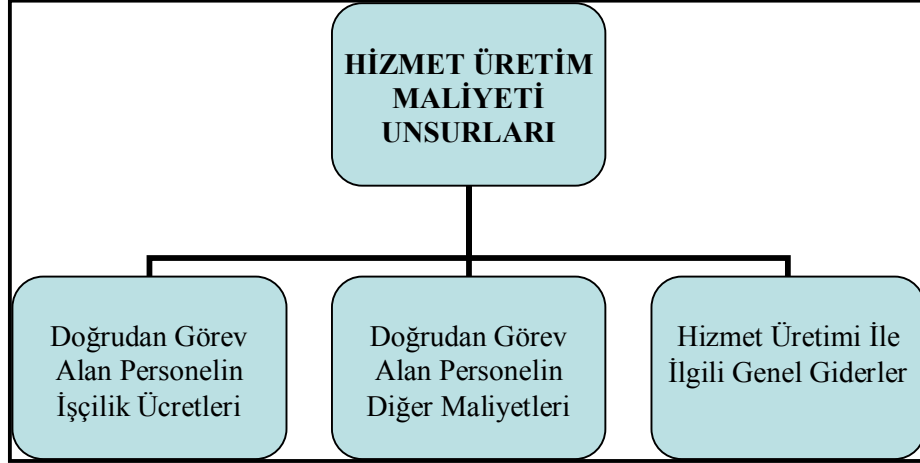 HİZMET ÜRETİM
MALİYETİ
UNSURLARI
Doğrudan Görev
Alan Personelin
İşçilik Ücretleri
Doğrudan Görev
Alan Personelin
Diğer Maliyetleri
Hizmet Üretimi İle
İlgili Genel Giderler